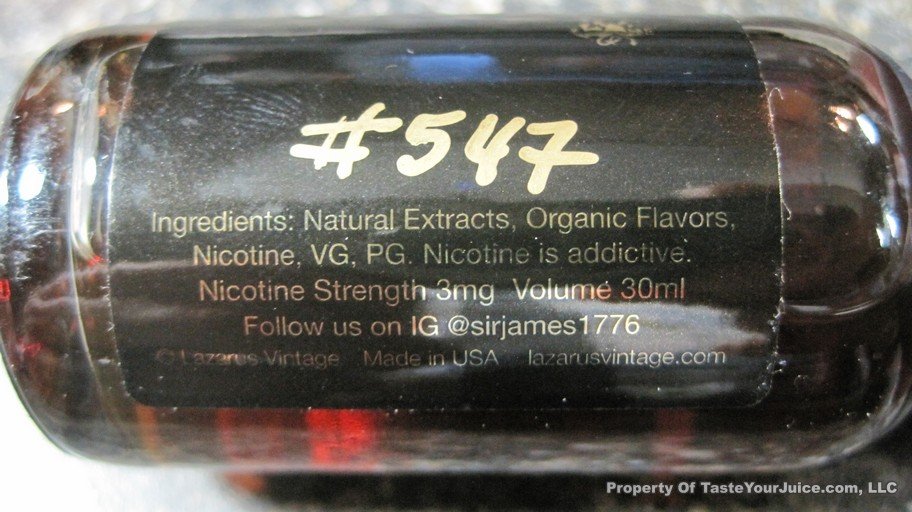 #547
Ingredients: Natural Extracts, Organic Flavors,
Nicotine, VG, PG. Nicotine is addictive.
Nicotine Strength 3mg Volume 30ml
Follow us on IG @sirjames1776
© Lazarus Vintage Made in USA lazarusvintage.com
Property Of TasteYourJuice.com, LLC